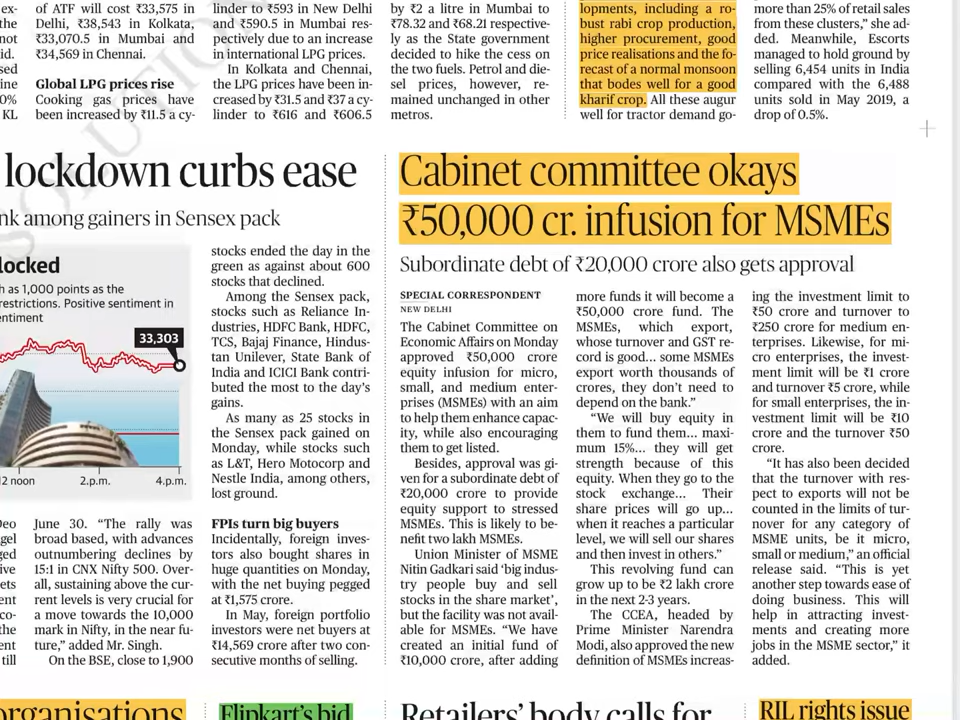 of ATF will cost ₹33,575 in
Delhi, ₹38,543 in Kolkata,
₹33,070.5 in Mumbai and
₹34,569 in Chennai.
Global LPG prices rise
Cooking gas prices have
been increased by ₹11.5 a cy-
linder to ₹593 in New Delhi
and ₹590.5 in Mumbai res-
pectively due to an increase
in international LPG prices.
In Kolkata and Chennai,
the LPG prices have been in-
creased by ₹31.5 and ₹37 a cy-
linder to ₹616 and ₹606.5
by ₹2 a litre in Mumbai to
₹78.32 and ₹68.21 respective-
ly as the State government
decided to hike the cess on
the two fuels. Petrol and die-
sel prices, however, re-
mained unchanged in other
metros.
lopments, including a ro-
bust rabi crop production,
higher procurement, good
price realisations and the fo-
recast of a normal monsoon
that bodes well for a good
kharif crop. All these augur
well for tractor demand go-
more than 25% of retail sales
from these clusters," she ad-
ded. Meanwhile, Escorts
managed to hold ground by
selling 6,454 units in India
compared with the 6,488
units sold in May 2019, a
drop of 0.5%.
lockdown curbs ease
nk among gainers in Sensex pack
locked
h as 1,000 points as the
restrictions. Positive sentiment in
entiment
33,303
12 noon 2.p.m. 4.p.m.
June 30. "The rally was
broad based, with advances
outnumbering declines by
15:1 in CNX Nifty 500. Over-
all, sustaining above the cur-
rent levels is very crucial for
a move towards the 10,000
mark in Nifty, in the near fu-
ture," added Mr. Singh.
On the BSE, close to 1,900
stocks ended the day in the
green as against about 600
stocks that declined.
Among the Sensex pack,
stocks such as Reliance In-
dustries, HDFC Bank, HDFC,
TCS, Bajaj Finance, Hindus-
tan Unilever, State Bank of
India and ICICI Bank contri-
buted the most to the day's
gains.
As many as 25 stocks in
the Sensex pack gained on
Monday, while stocks such
as L&T, Hero Motocorp and
Nestle India, among others,
lost ground.
FPIs turn big buyers
Incidentally, foreign inves-
tors also bought shares in
huge quantities on Monday,
with the net buying pegged
at ₹1,575 crore.
In May, foreign portfolio
investors were net buyers at
₹14,569 crore after two con-
secutive months of selling.
Cabinet committee okays
₹50,000 cr. infusion for MSMEs
Subordinate debt of ₹20,000 crore also gets approval
SPECIAL CORRESPONDENT
NEW DELHI
The Cabinet Committee on
Economic Affairs on Monday
approved ₹50,000 crore
equity infusion for micro,
small, and medium enter-
prises (MSMEs) with an aim
to help them enhance capac-
ity, while also encouraging
them to get listed.
Besides, approval was gi-
ven for a subordinate debt of
₹20,000 crore to provide
equity support to stressed
MSMEs. This is likely to be-
nefit two lakh MSMEs.
Union Minister of MSME
Nitin Gadkari said 'big indus-
try people buy and sell
stocks in the share market',
but the facility was not avail-
able for MSMEs. "We have
created an initial fund of
₹10,000 crore, after adding
more funds it will become a
₹50,000 crore fund. The
MSMEs, which export,
whose turnover and GST re-
cord is good... some MSMEs
export worth thousands of
crores, they don't need to
depend on the bank."
"We will buy equity in
them to fund them... maxi-
mum 15%... they will get
strength because of this
equity. When they go to the
stock exchange... Their
share prices will go up...
when it reaches a particular
level, we will sell our shares
and then invest in others."
This revolving fund can
grow up to be ₹2 lakh crore
in the next 2-3 years.
The CCEA, headed by
Prime Minister Narendra
Modi, also approved the new
definition of MSMEs increas-
ing the investment limit to
₹50 crore and turnover to
₹250 crore for medium en-
terprises. Likewise, for mi-
cro enterprises, the invest-
ment limit will be ₹1 crore
and turnover ₹5 crore, while
for small enterprises, the in-
vestment limit will be ₹10
crore and the turnover ₹50
crore.
"It has also been decided
that the turnover with res-
pect to exports will not be
counted in the limits of tur-
nover for any category of
MSME units, be it micro,
small or medium," an official
release said. "This is yet
another step towards ease of
doing business. This will
help in attracting invest-
ments and creating more
jobs in the MSME sector," it
added.
organisations
Flipkart's bid
Retailers' body calls for
RIL rights issue